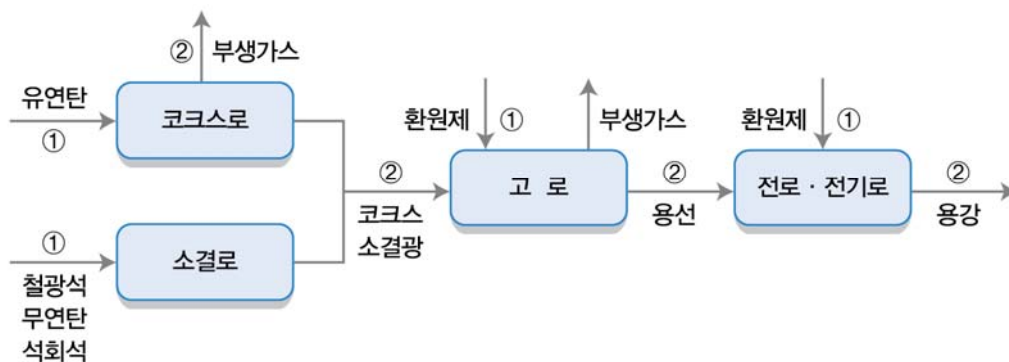 ② 부생가스
유연탄
①
코크스로
환원제 ①
부생가스
환원제 ①
②
코크스
소결광
고 로
②
용선
전로 · 전기로
②
용강
①
철광석
무연탄
석회석
소결로